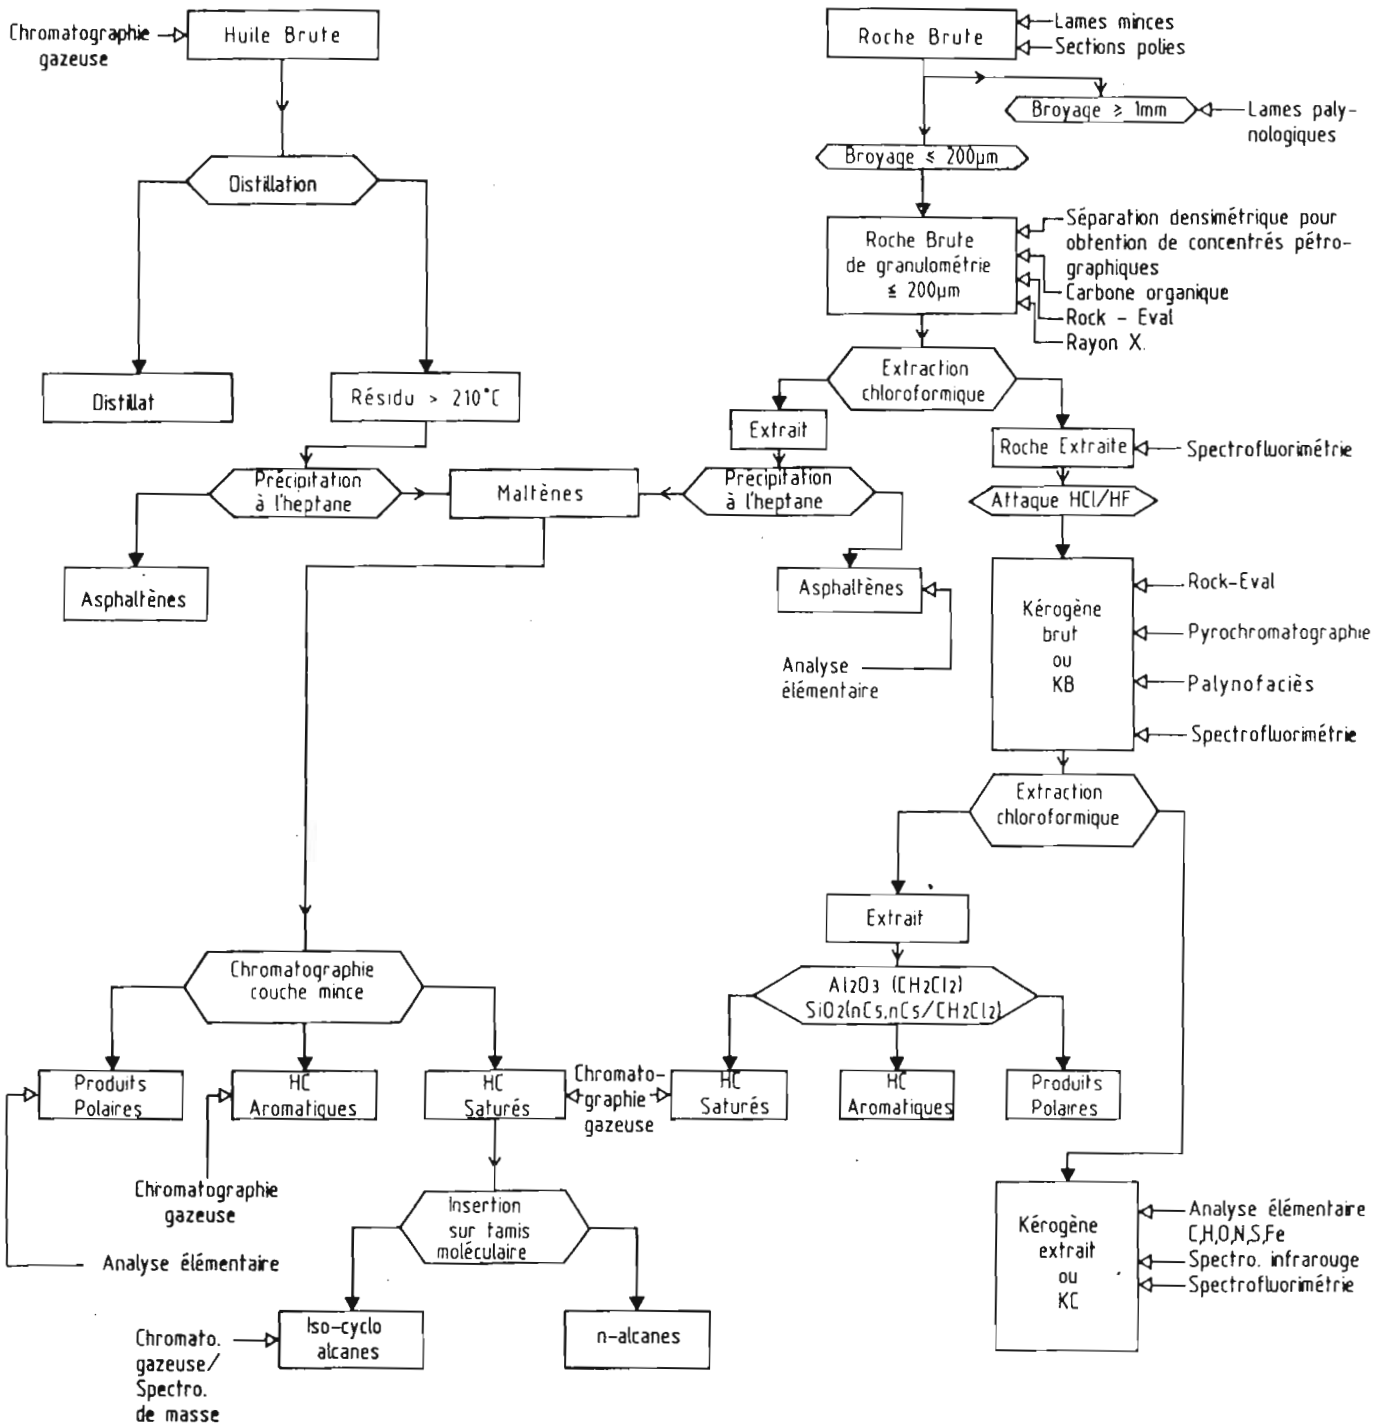 Chromatographie
gazeuse
Huile Brute
Distillation
Distillat
Résidu > 210°C
Précipitation
à l'heptane
Asphaltènes
Maltènes
Roche Brute
Lames minces
Sections polies
Broyage ≥ 1mm
Lames paly-
nologiques
Broyage ≤ 200µm
Roche Brute
de granulométrie
≦ 200µm
Séparation densimétrique pour
obtention de concentrés pétro-
graphiques
Carbone organique
Rock - Eval
Rayon X.
Extraction
chloroformique
Extrait
Précipitation
à l'heptane
Asphaltènes
Analyse
élémentaire
Roche Extraite
Spectrofluorimétrie
Attaque HCl/HF
Kérogène
brut
ou
KB
Rock-Eval
Pyrochromatographie
Palynofaciès
Spectrofluorimétrie
Extraction
chloroformique
Extrait
Al2O3 (CH2Cl2)
SiO2(nCs,nCs/CH2Cl2)
Chromatographie
couche mince
Produits
Polaires
HC
Aromatiques
HC
Saturés
Chromato-
graphie
gazeuse
HC
Saturés
HC
Aromatiques
Produits
Polaires
Chromatographie
gazeuse
Analyse élémentaire
Insertion
sur tamis
moléculaire
Iso-cyclo
alcanes
n-alcanes
Chromato.
gazeuse/
Spectro.
de masse
Kérogène
extrait
ou
KC
Analyse élémentaire
C,H,O,N,S,Fe
Spectro. infrarouge
Spectrofluorimétrie